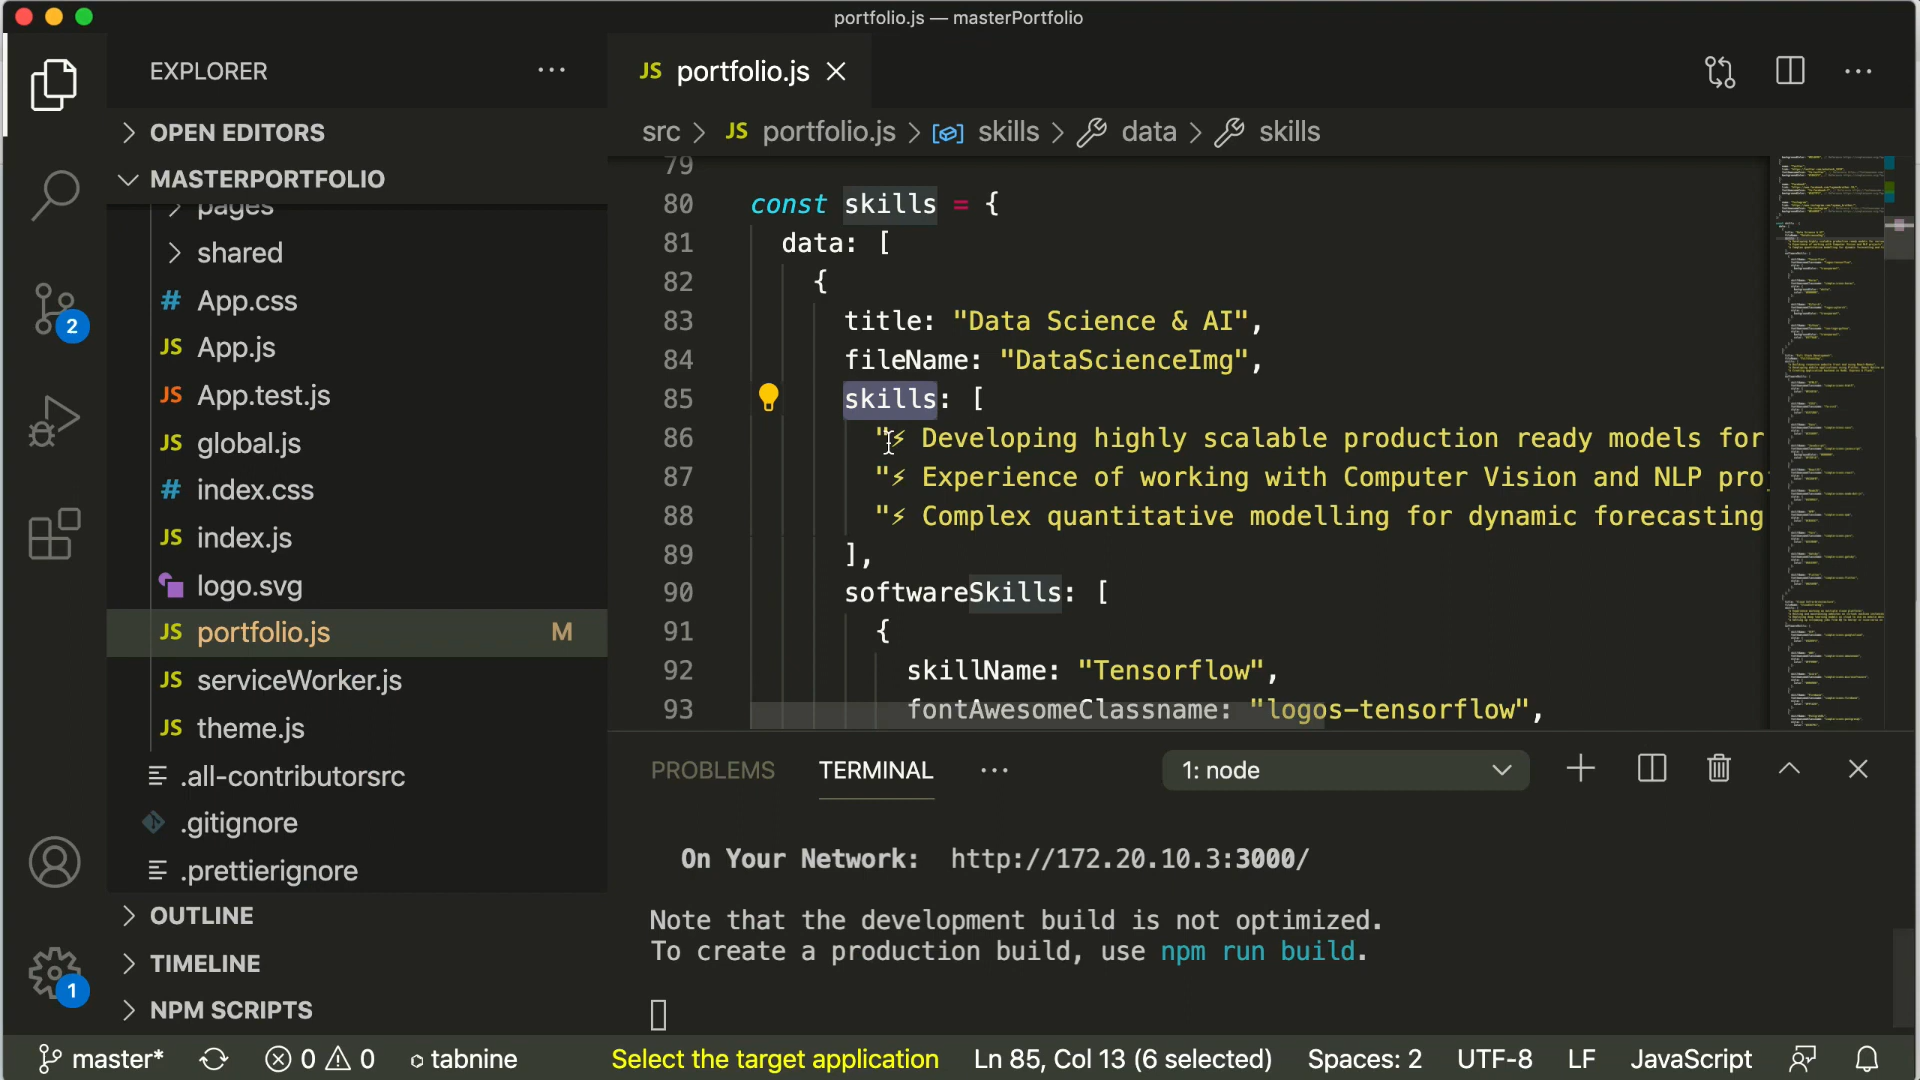 portfolio.js — masterPortfolio
EXPLORER
OPEN EDITORS
MASTERPORTFOLIO
pages
shared
# App.css
JS App.js
JS App.test.js
JS global.js
# index.css
JS index.js
logo.svg
JS portfolio.js M
JS serviceWorker.js
JS theme.js
.all-contributorsrc
.gitignore
.prettierignore
OUTLINE
TIMELINE
NPM SCRIPTS
2
1
JS portfolio.js
src > JS portfolio.js > skills > data > skills
79
80 const skills = {
81 data: [
82 {
83 title: "Data Science & AI",
84 fileName: "DataScienceImg",
85 skills: [
86 "⚡ Developing highly scalable production ready models for
87 "⚡ Experience of working with Computer Vision and NLP pro
88 "⚡ Complex quantitative modelling for dynamic forecasting
89 ],
90 softwareSkills: [
91 {
92 skillName: "Tensorflow",
93 fontAwesomeClassname: "logos-tensorflow",
PROBLEMS TERMINAL ··· 1: node
On Your Network: http://172.20.10.3:3000/
Note that the development build is not optimized.
To create a production build, use npm run build.
master* 0 0 tabnine Select the target application Ln 85, Col 13 (6 selected) Spaces: 2 UTF-8 LF JavaScript